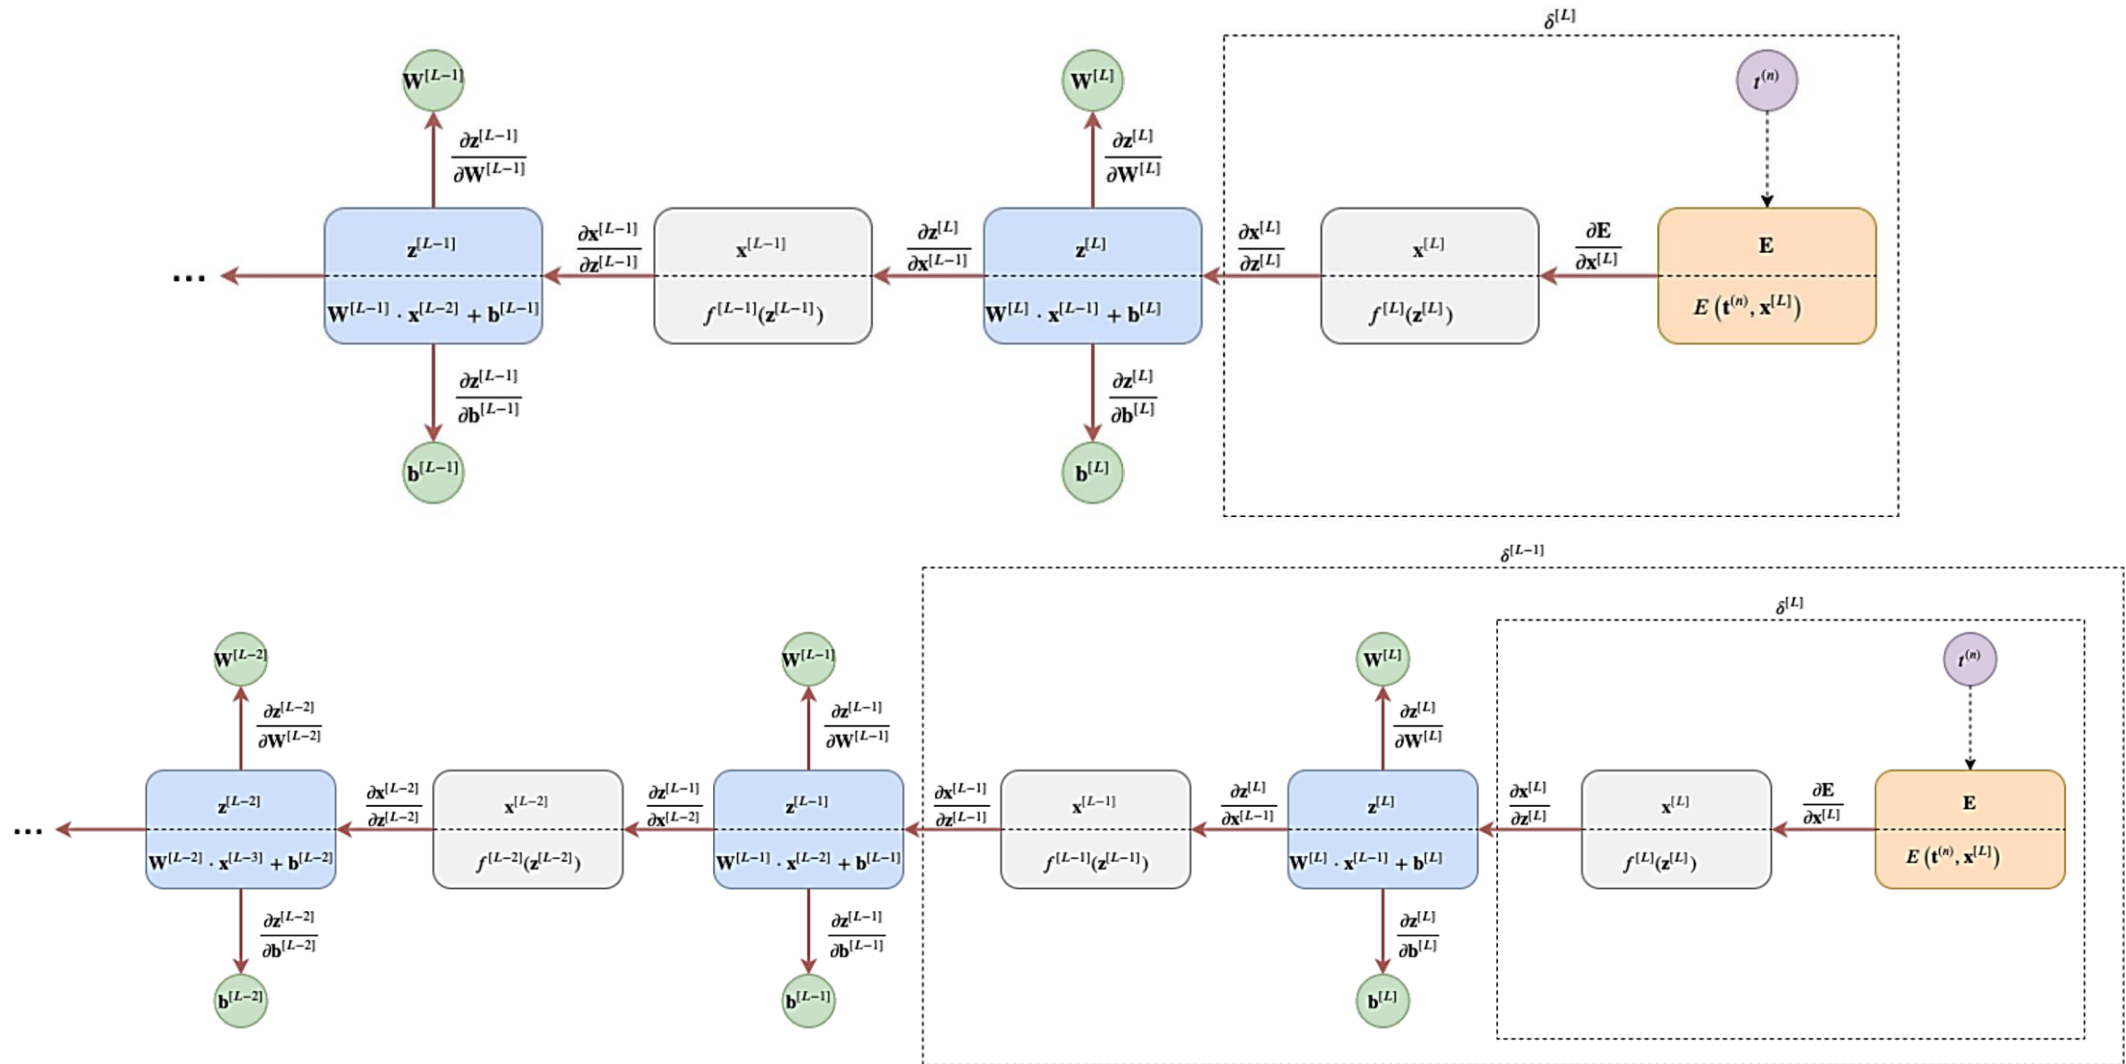 δ^[L]
W^[L−1]
W^[L]
t^(n)
∂z^[L−1]
∂W^[L−1]
∂z^[L]
∂W^[L]
z^[L−1]
W^[L−1] · x^[L−2] + b^[L−1]
∂x^[L−1]
∂z^[L−1]
x^[L−1]
f^[L−1](z^[L−1])
∂z^[L]
∂x^[L−1]
z^[L]
W^[L] · x^[L−1] + b^[L]
∂x^[L]
∂z^[L]
x^[L]
f^[L](z^[L])
∂E
∂x^[L]
E
E (t^(n), x^[L])
...
∂z^[L−1]
∂b^[L−1]
∂z^[L]
∂b^[L]
b^[L−1]
b^[L]
δ^[L−1]
δ^[L]
W^[L−2]
W^[L−1]
W^[L]
t^(n)
∂z^[L−2]
∂W^[L−2]
∂z^[L−1]
∂W^[L−1]
∂z^[L]
∂W^[L]
...
z^[L−2]
W^[L−2] · x^[L−3] + b^[L−2]
∂x^[L−2]
∂z^[L−2]
x^[L−2]
f^[L−2](z^[L−2])
∂z^[L−1]
∂x^[L−2]
z^[L−1]
W^[L−1] · x^[L−2] + b^[L−1]
∂x^[L−1]
∂z^[L−1]
x^[L−1]
f^[L−1](z^[L−1])
∂z^[L]
∂x^[L−1]
z^[L]
W^[L] · x^[L−1] + b^[L]
∂x^[L]
∂z^[L]
x^[L]
f^[L](z^[L])
∂E
∂x^[L]
E
E (t^(n), x^[L])
∂z^[L−2]
∂b^[L−2]
∂z^[L−1]
∂b^[L−1]
∂z^[L]
∂b^[L]
b^[L−2]
b^[L−1]
b^[L]